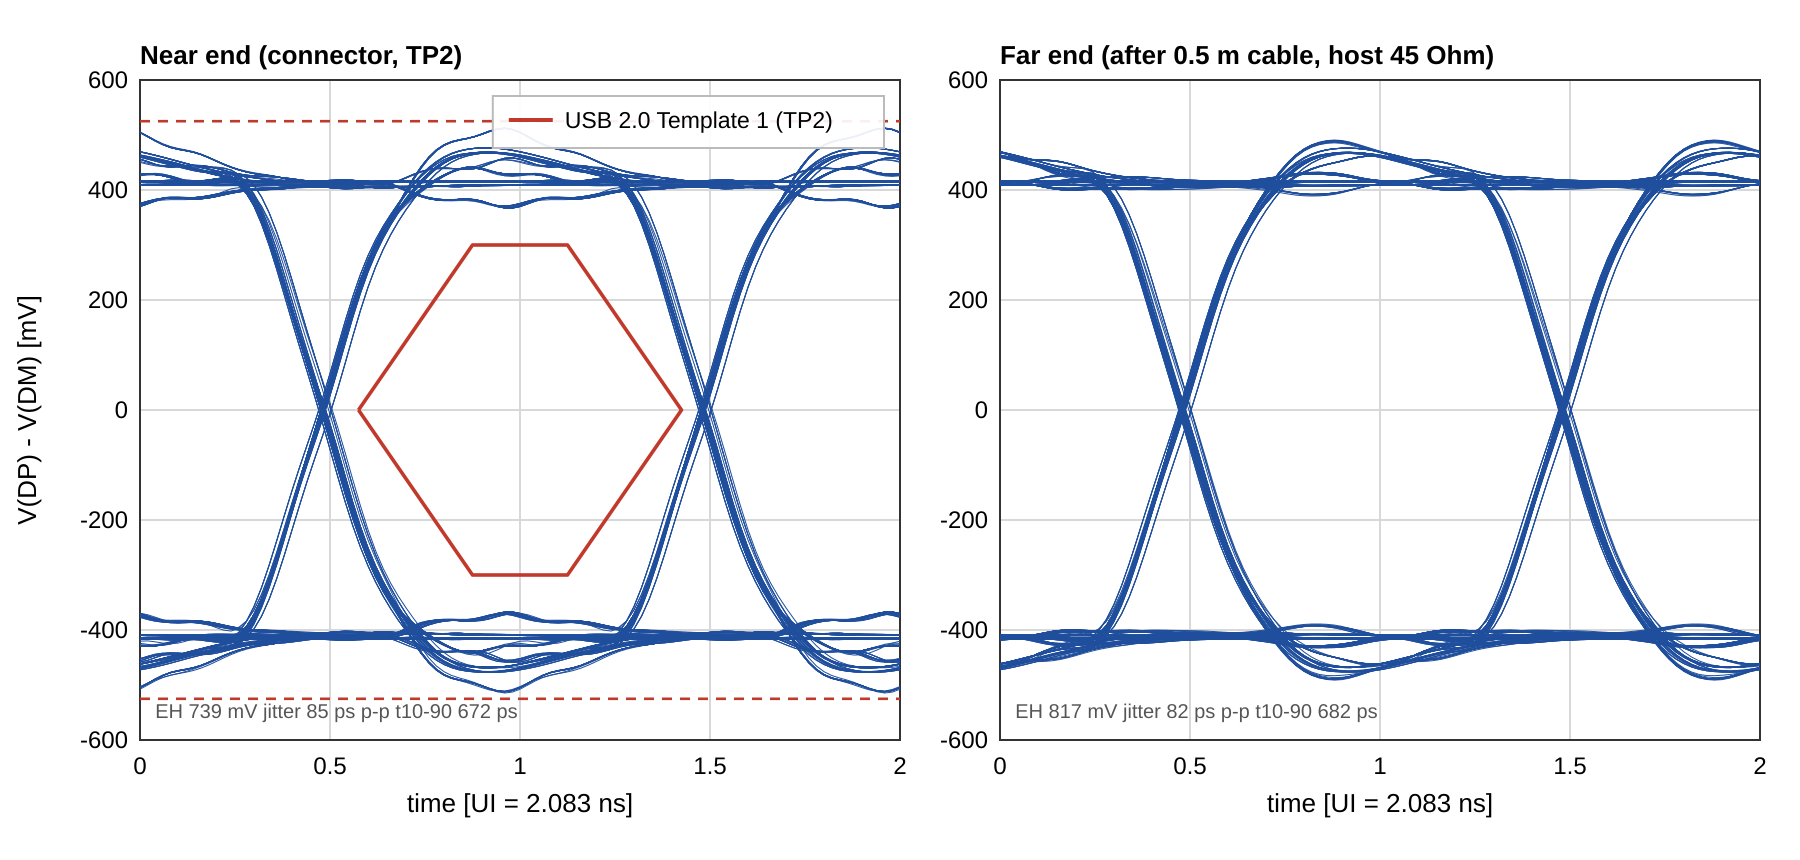 Near end (connector, TP2)
600
400
200
0
-200
-400
-600
V(DP) - V(DM) [mV]
USB 2.0 Template 1 (TP2)
EH 739 mV jitter 85 ps p-p t10-90 672 ps
0 0.5 1 1.5 2
time [UI = 2.083 ns]
Far end (after 0.5 m cable, host 45 Ohm)
600
400
200
0
-200
-400
-600
EH 817 mV jitter 82 ps p-p t10-90 682 ps
0 0.5 1 1.5 2
time [UI = 2.083 ns]